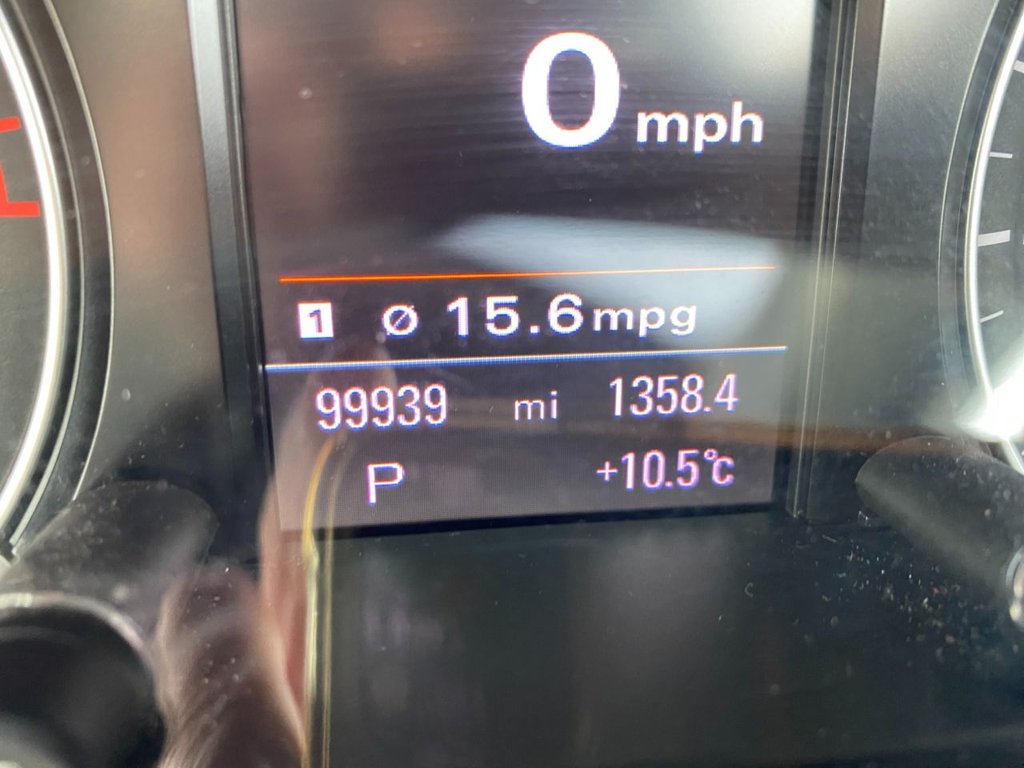 0 mph
1 Ø 15.6 mpg
99939 mi 1358.4
P +10.5°c